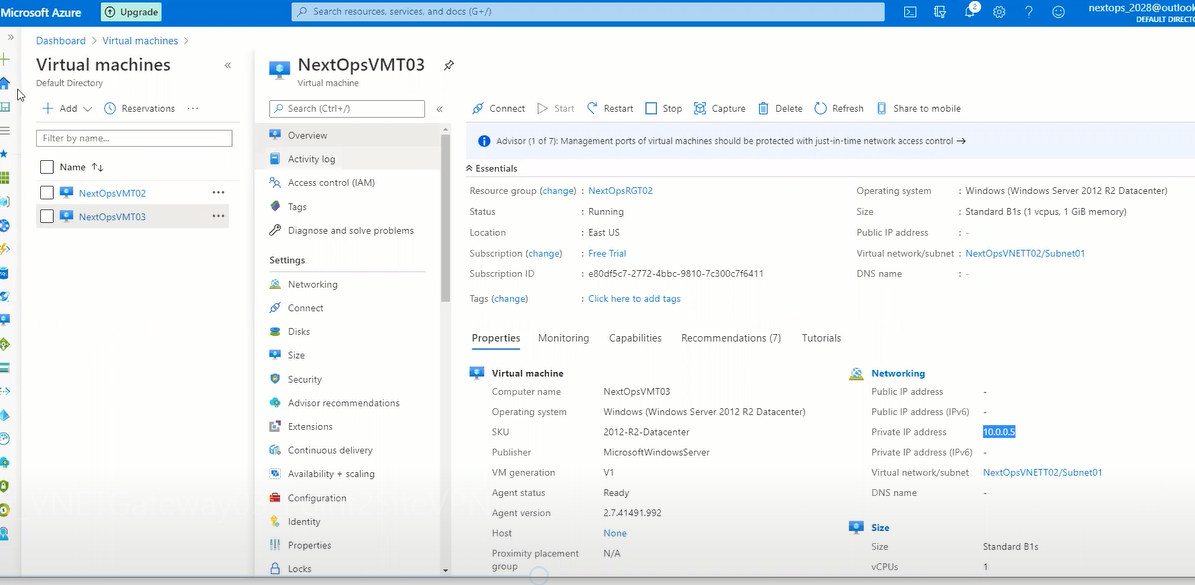 Microsoft Azure
Upgrade
Search resources, services, and docs (G+/)
2
nextops_2028@outlook
DEFAULT DIRECTO
Dashboard > Virtual machines >
Virtual machines
Default Directory
Add
Reservations
Filter by name...
Name
NextOpsVMT02
NextOpsVMT03
NextOpsVMT03
Virtual machine
Search (Ctrl+/)
Overview
Activity log
Access control (IAM)
Tags
Diagnose and solve problems
Settings
Networking
Connect
Disks
Size
Security
Advisor recommendations
Extensions
Continuous delivery
Availability + scaling
Configuration
Identity
Properties
Locks
Connect Start Restart Stop Capture Delete Refresh Share to mobile
Advisor (1 of 7): Management ports of virtual machines should be protected with just-in-time network access control →
Essentials
Resource group (change) : NextOpsRGT02
Status : Running
Location : East US
Subscription (change) : Free Trial
Subscription ID : e80df5c7-2772-4bbc-9810-7c300c7f6411
Tags (change) : Click here to add tags
Operating system : Windows (Windows Server 2012 R2 Datacenter)
Size : Standard B1s (1 vcpus, 1 GiB memory)
Public IP address : -
Virtual network/subnet : NextOpsVNETT02/Subnet01
DNS name : -
Properties Monitoring Capabilities Recommendations (7) Tutorials
Virtual machine
Computer name NextOpsVMT03
Operating system Windows (Windows Server 2012 R2 Datacenter)
SKU 2012-R2-Datacenter
Publisher MicrosoftWindowsServer
VM generation V1
Agent status Ready
Agent version 2.7.41491.992
Host None
Proximity placement N/A
group
Networking
Public IP address -
Public IP address (IPv6) -
Private IP address 10.0.0.5
Private IP address (IPv6) -
Virtual network/subnet NextOpsVNETT02/Subnet01
DNS name -
Size
Size Standard B1s
vCPUs 1